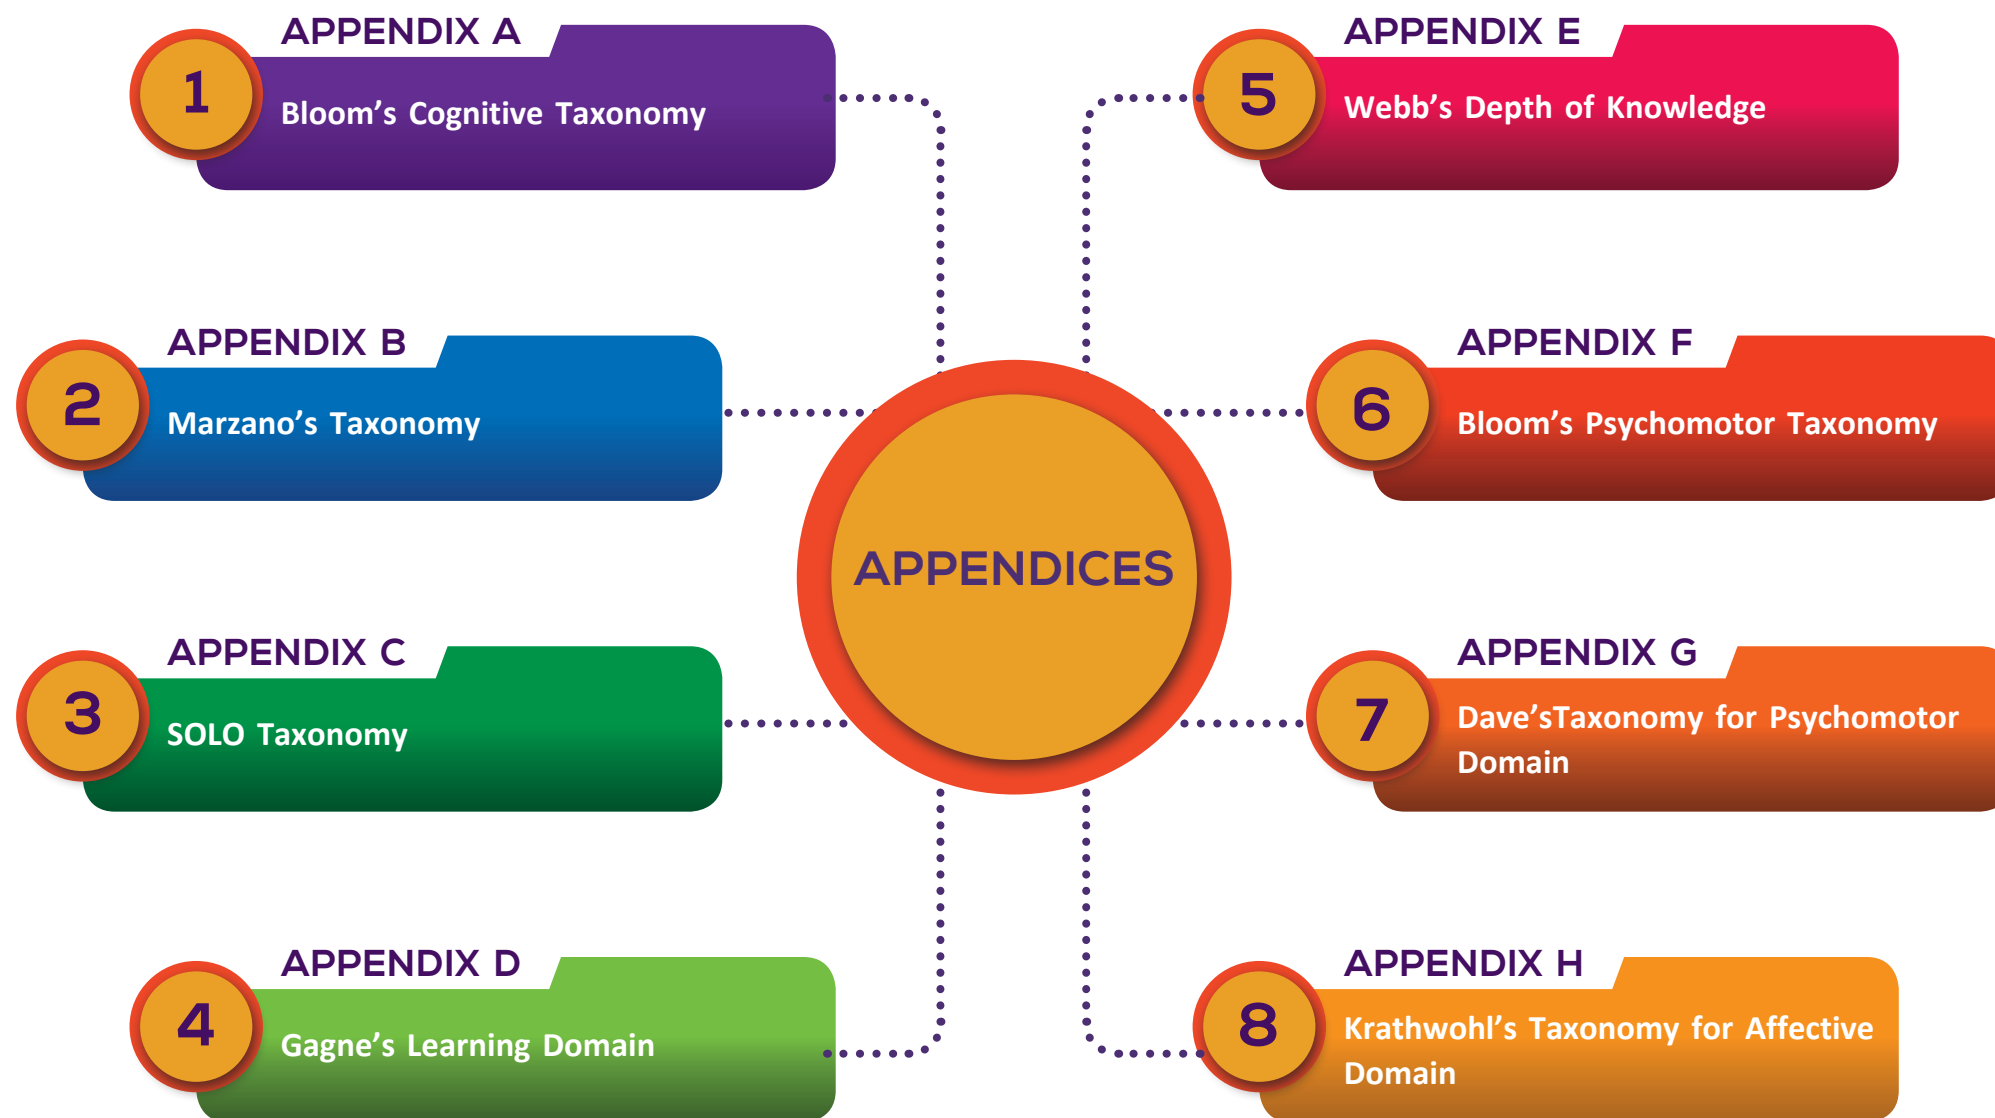 APPENDIX A
1
Bloom’s Cognitive Taxonomy
APPENDIX B
2
Marzano’s Taxonomy
APPENDIX C
3
SOLO Taxonomy
APPENDIX D
4
Gagne’s Learning Domain
APPENDICES
APPENDIX E
5
Webb’s Depth of Knowledge
APPENDIX F
6
Bloom’s Psychomotor Taxonomy
APPENDIX G
7
Dave’sTaxonomy for Psychomotor
Domain
APPENDIX H
8
Krathwohl’s Taxonomy for Affective
Domain